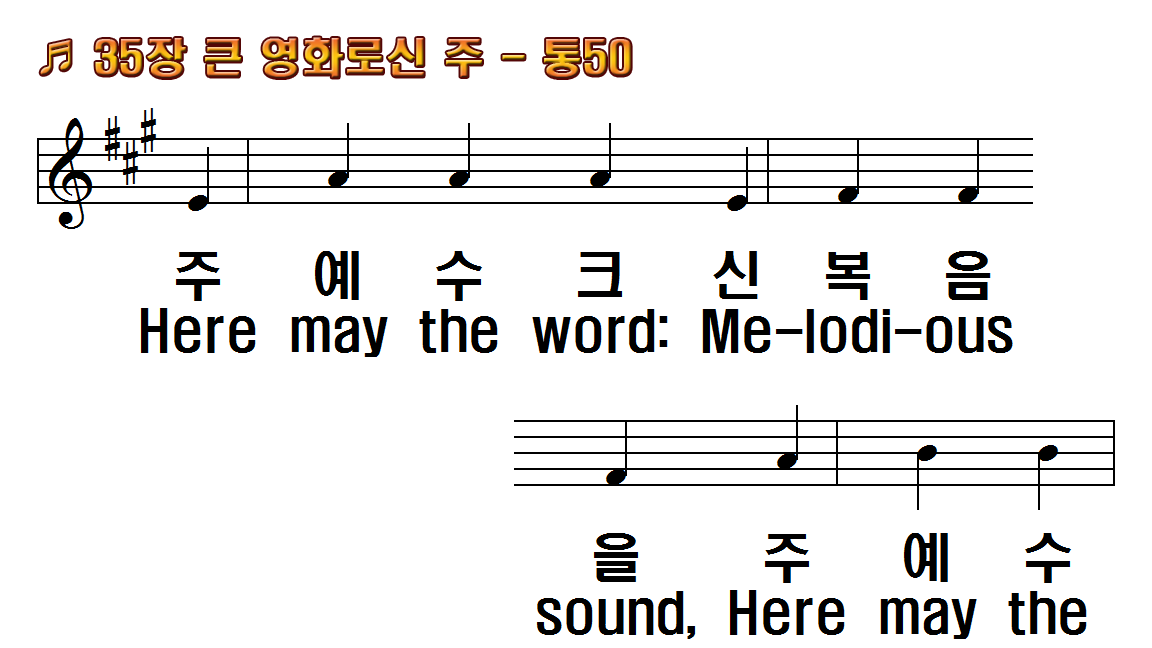 ♬ 35장 큰 영화로신 주 - 통50
주 예 수 크 신 복 음
Here may the word: Me-lodi-ous
을 주 예 수
sound, Here may the